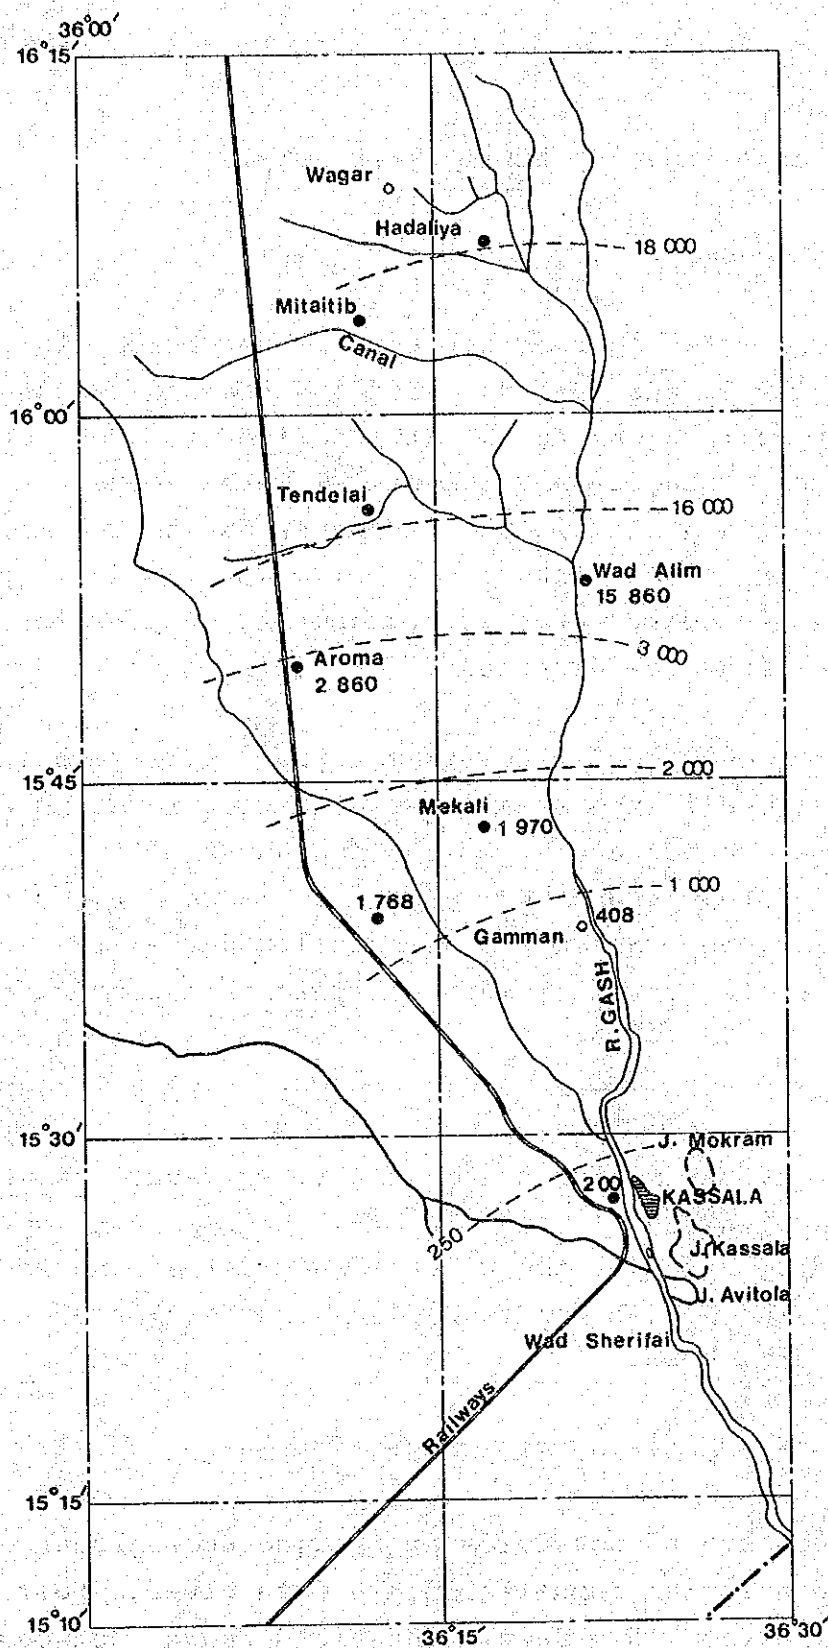 36°00′
16°15′
Wagar
Hadaliya
18 000
Mitaitib
Canal
16°00′
Tendelai
16 000
Wad Alim
15 860
3 000
Aroma
2 860
2 000
15°45′
Mekali
1 970
1 000
1 768
408
Gamman
R. GASH
15°30′
J. Mokram
200
KASSALA
250
J. Kassala
J. Avitola
Wad Sherifai
Railways
15°15′
15°10′
36°15′
36°30′